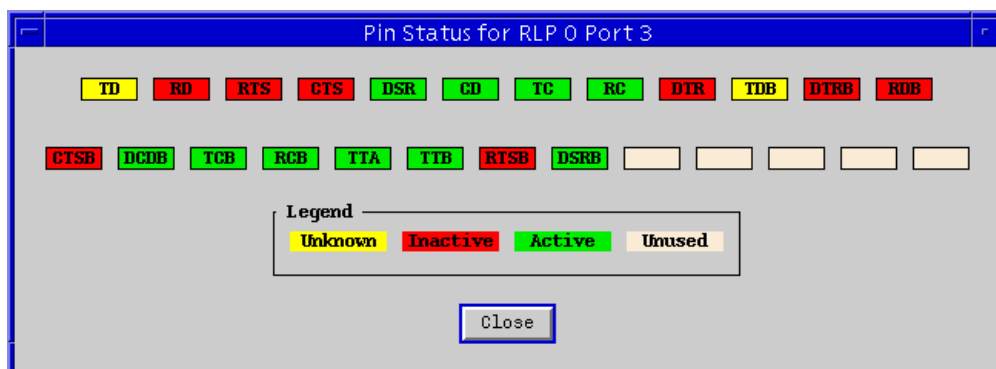 Pin Status for RLP 0 Port 3
TD RD RTS CTS DSR CD TC RC DTR TDB DTRB RDB
CTSB DCDB TCB RCB TTA TTB RTSB DSRB
Legend
Unknown Inactive Active Unused
Close